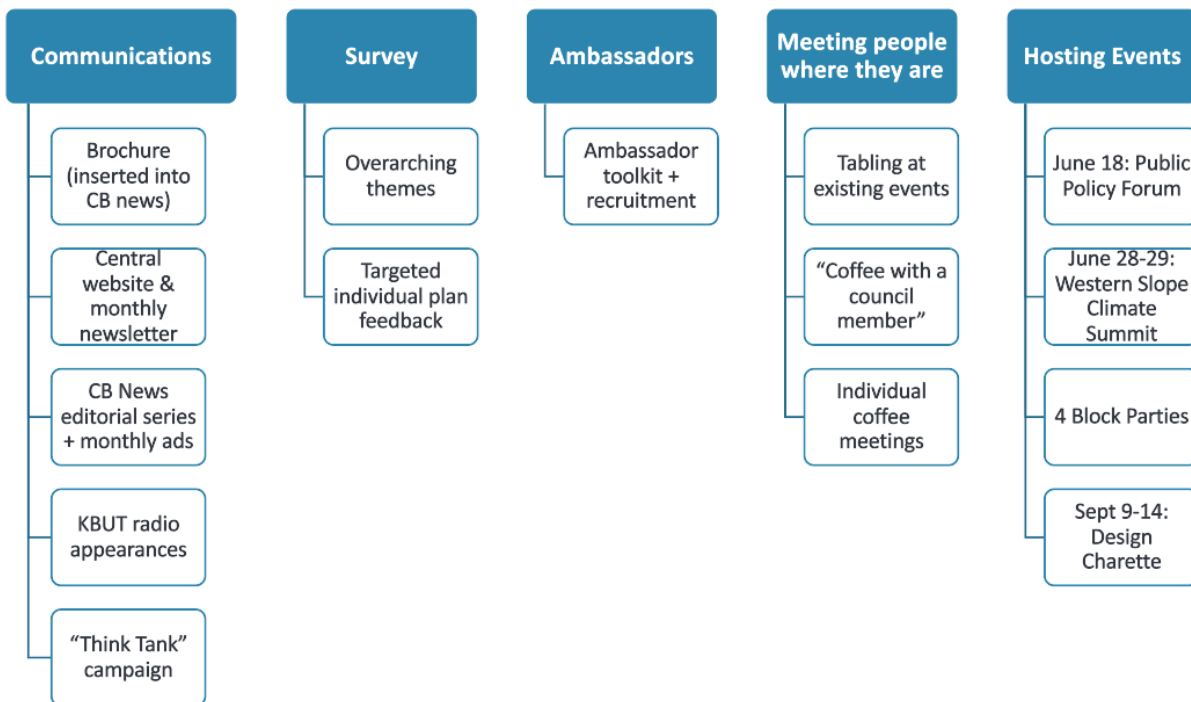 Communications
Brochure
(inserted into
CB news)
Central
website &
monthly
newsletter
CB News
editorial series
+ monthly ads
KBUT radio
appearances
“Think Tank”
campaign
Survey
Overarching
themes
Targeted
individual plan
feedback
Ambassadors
Ambassador
toolkit +
recruitment
Meeting people
where they are
Tabling at
existing events
“Coffee with a
council
member”
Individual
coffee
meetings
Hosting Events
June 18: Public
Policy Forum
June 28-29:
Western Slope
Climate
Summit
4 Block Parties
Sept 9-14:
Design
Charette